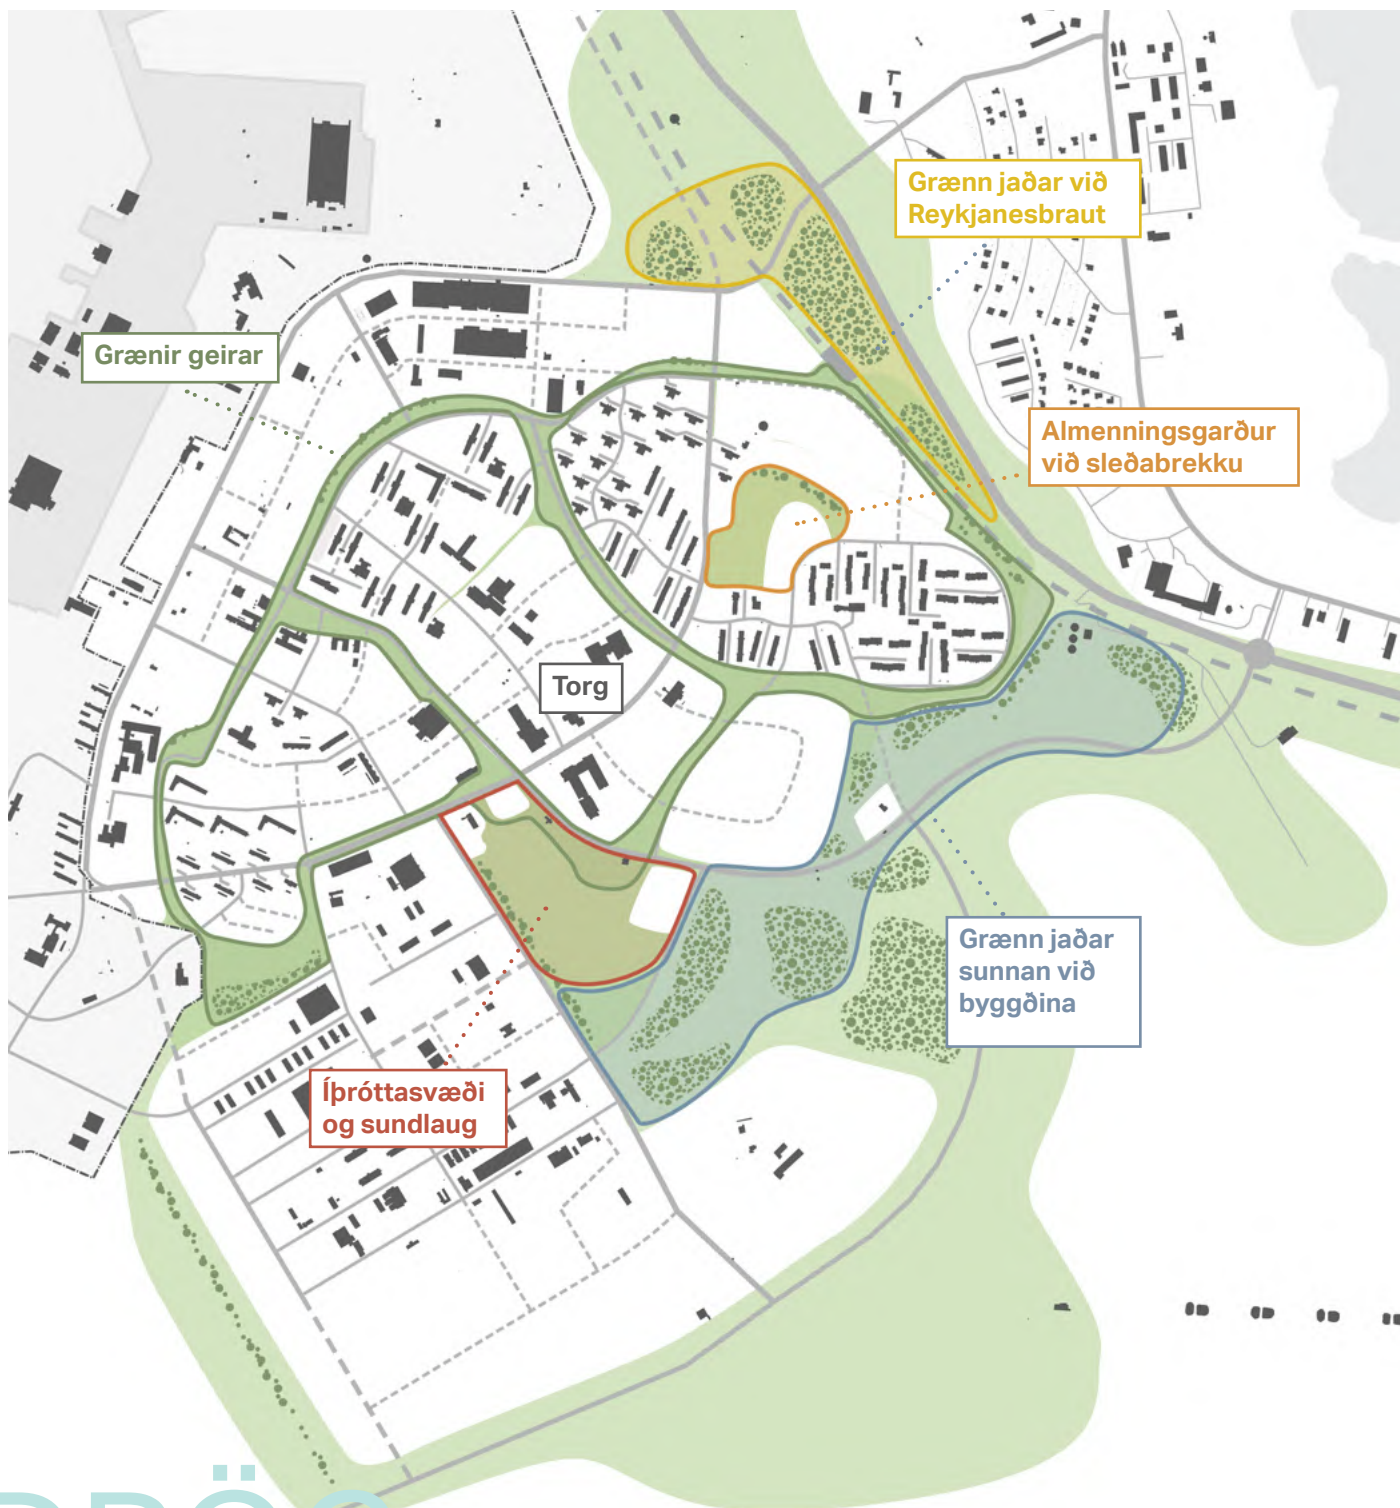 Grænn jaðar við
Reykjanesbraut
Grænir geirar
Almenningsgarður
við sleðabrekku
Torg
Grænn jaðar
sunnan við
byggðina
Íþróttasvæði
og sundlaug